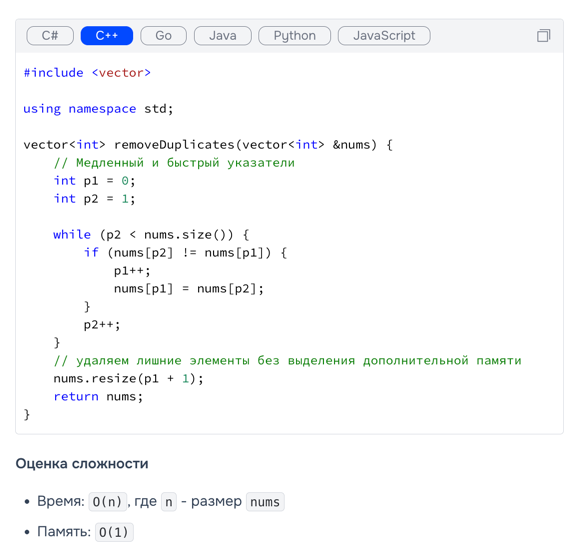 C# C++ Go Java Python JavaScript
#include <vector>
using namespace std;
vector<int> removeDuplicates(vector<int> &nums) {
    // Медленный и быстрый указатели
    int p1 = 0;
    int p2 = 1;
    while (p2 < nums.size()) {
        if (nums[p2] != nums[p1]) {
            p1++;
            nums[p1] = nums[p2];
        }
        p2++;
    }
    // удаляем лишние элементы без выделения дополнительной памяти
    nums.resize(p1 + 1);
    return nums;
}
Оценка сложности
• Время: O(n), где n - размер nums
• Память: O(1)